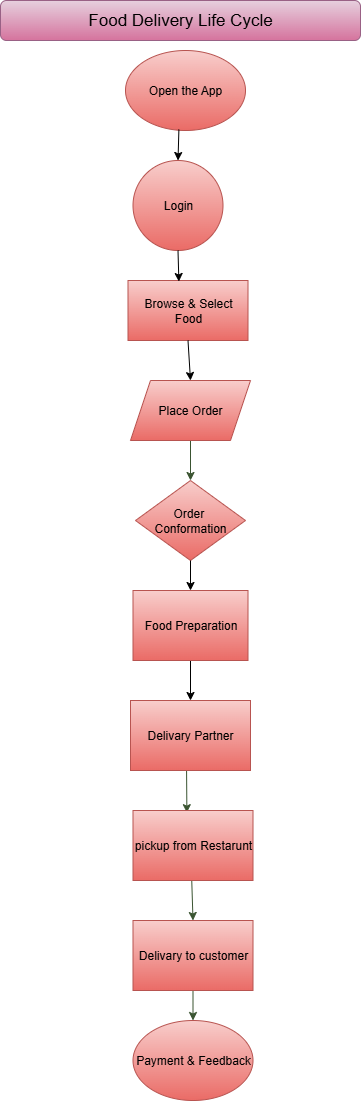 Food Delivery Life Cycle
Open the App
Login
Browse & Select
Food
Place Order
Order
Conformation
Food Preparation
Delivary Partner
pickup from Restarunt
Delivary to customer
Payment & Feedback